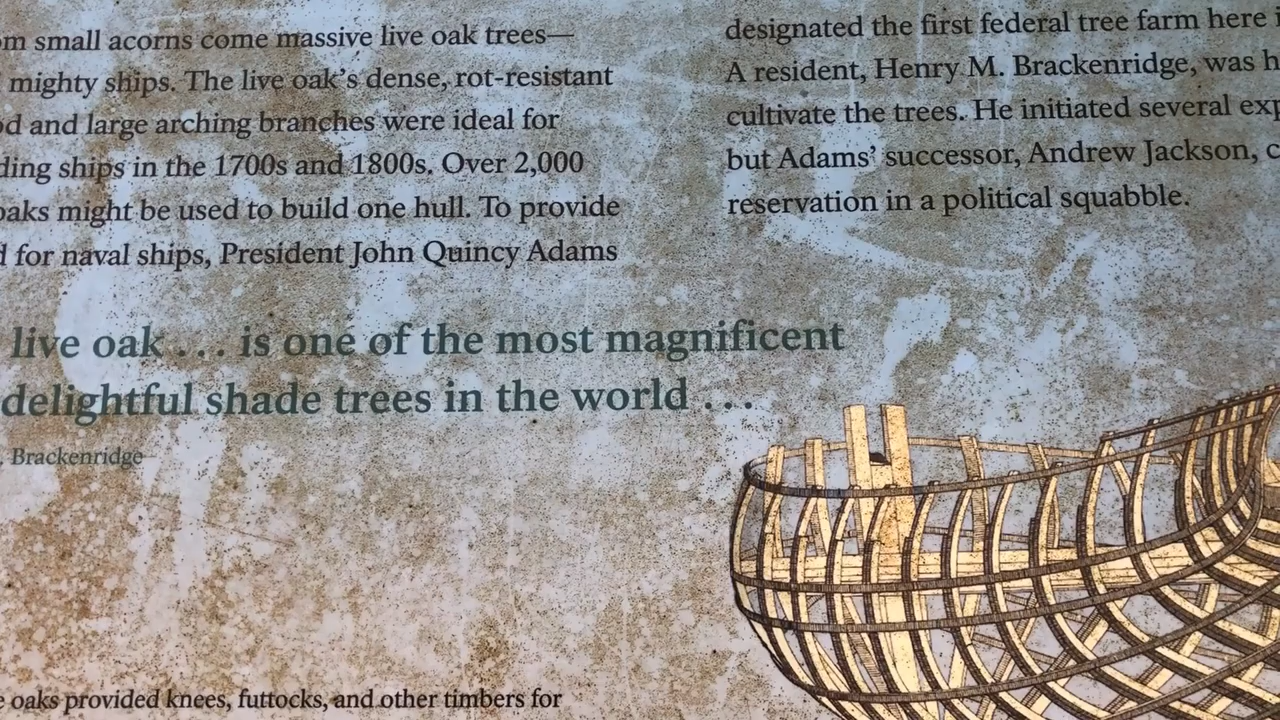 small acorns come massive live oak trees—
mighty ships. The live oak's dense, rot-resistant
and large arching branches were ideal for
ships in the 1700s and 1800s. Over 2,000
might be used to build one hull. To provide
for naval ships, President John Quincy Adams
designated the first federal tree farm here
A resident, Henry M. Brackenridge, was
cultivate the trees. He initiated several
but Adams' successor, Andrew Jackson,
reservation in a political squabble.
live oak . . . is one of the most magnificent
delightful shade trees in the world . . .
Brackenridge
oaks provided knees, futtocks, and other timbers for